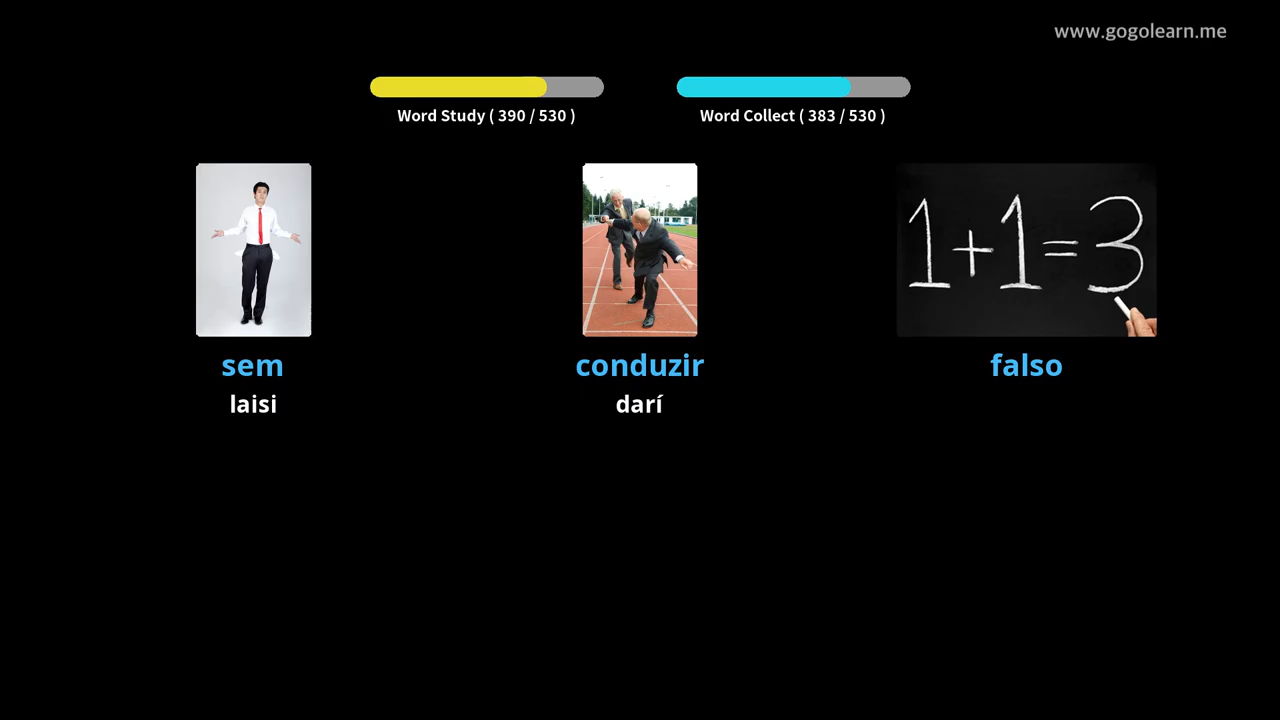 www.gogolearn.me
Word Study ( 390 / 530 )
Word Collect ( 383 / 530 )
1+1=3
sem
conduzir
falso
laisi
darí